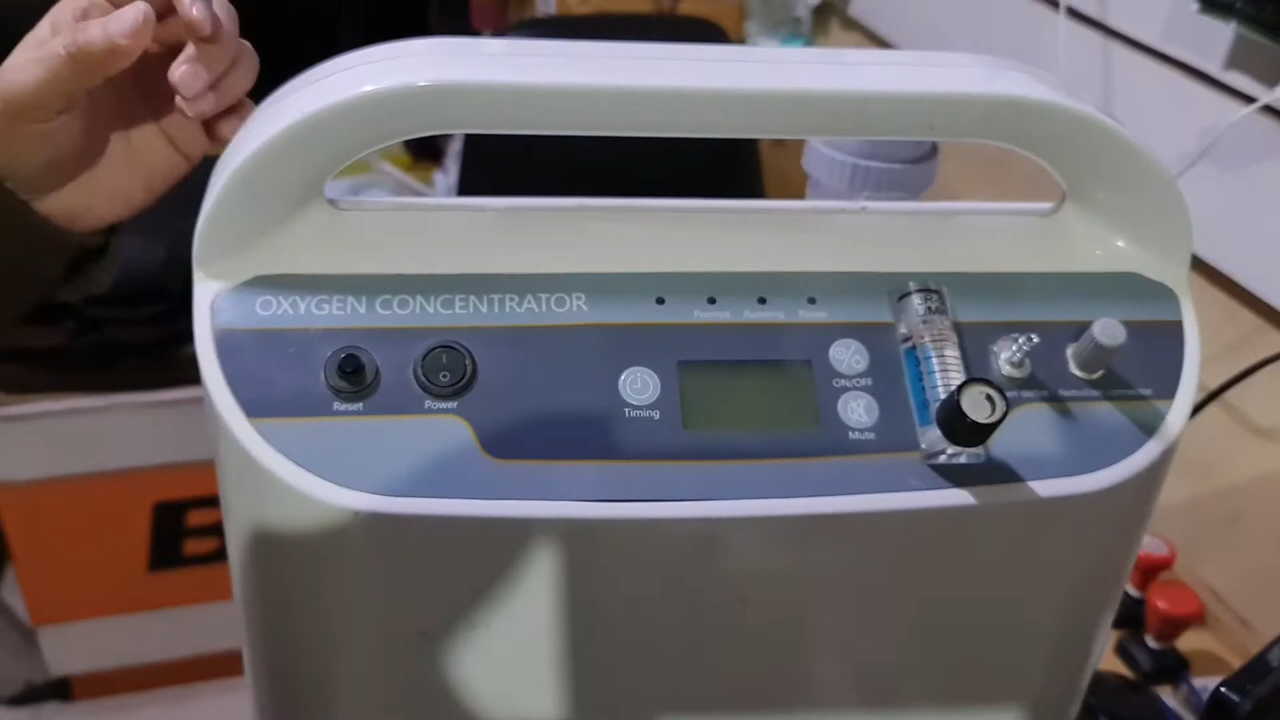 OXYGEN CONCENTRATOR
Prompt Running Power
Reset
Power
Timing
ON/OFF
Mute
B